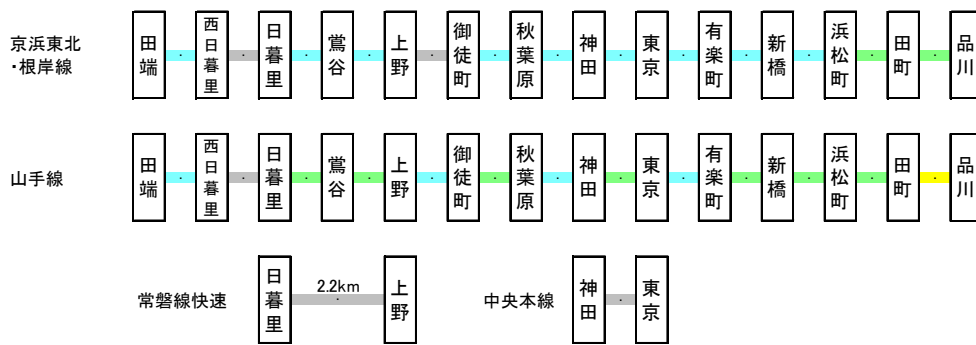 京浜東北
・根岸線
田端 西日暮里 日暮里 鶯谷 上野 御徒町 秋葉原 神田 東京 有楽町 新橋 浜松町 田町 品川
山手線
田端 西日暮里 日暮里 鶯谷 上野 御徒町 秋葉原 神田 東京 有楽町 新橋 浜松町 田町 品川
常磐線快速
日暮里
2.2km
上野
中央本線
神田
東京